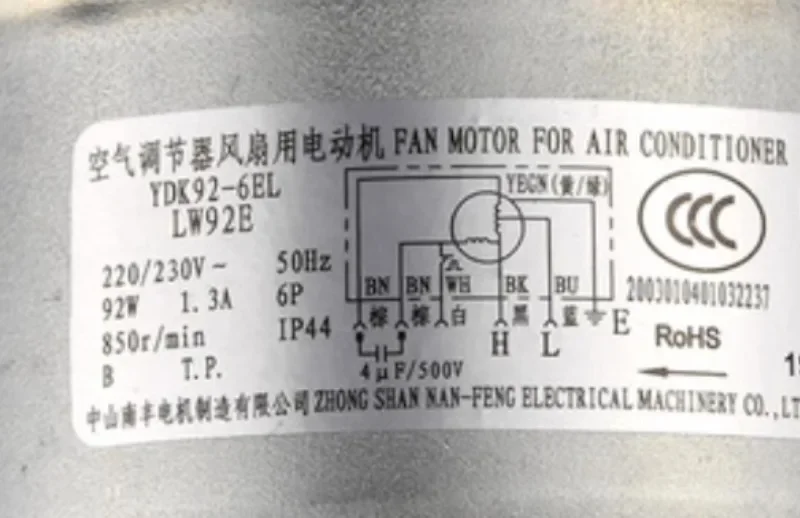 空气调节器风扇用电动机 FAN MOTOR FOR AIR CONDITIONER
YDK92-6EL
LW92E
YEGN(黄/绿)
CCC
220/230V~ 50Hz
92W 1.3A 6P
850r/min IP44
B T.P.
BN BN WH BK BU
棕 棕 白 黑 蓝 E
H L
4μF/500V
2003010401032237
RoHS
19
中山南丰电机制造有限公司 ZHONG SHAN NAN-FENG ELECTRICAL MACHINERY CO.,LT